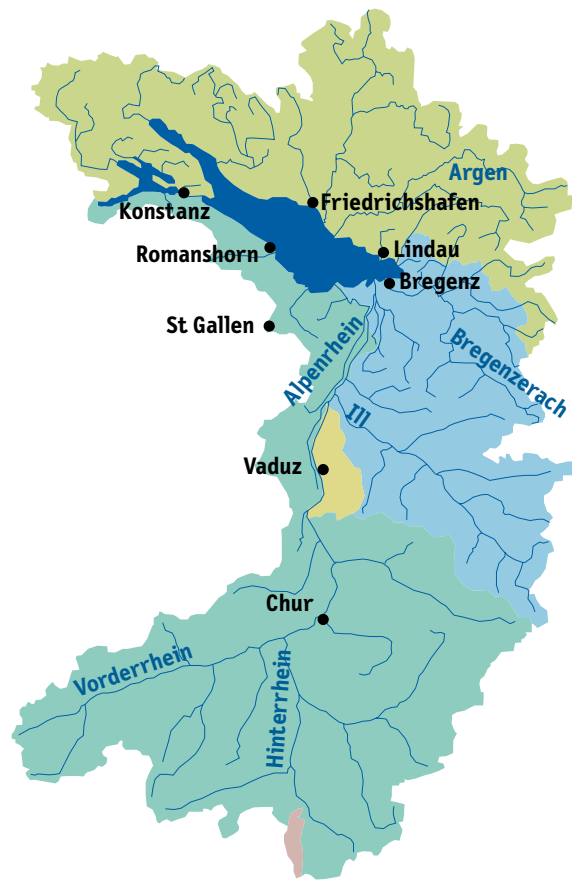 Argen
Friedrichshafen
Konstanz
Romanshorn
Lindau
Bregenz
St Gallen
Alpenrhein
Bregenzerach
Ill
Vaduz
Chur
Vorderrhein
Hinterrhein